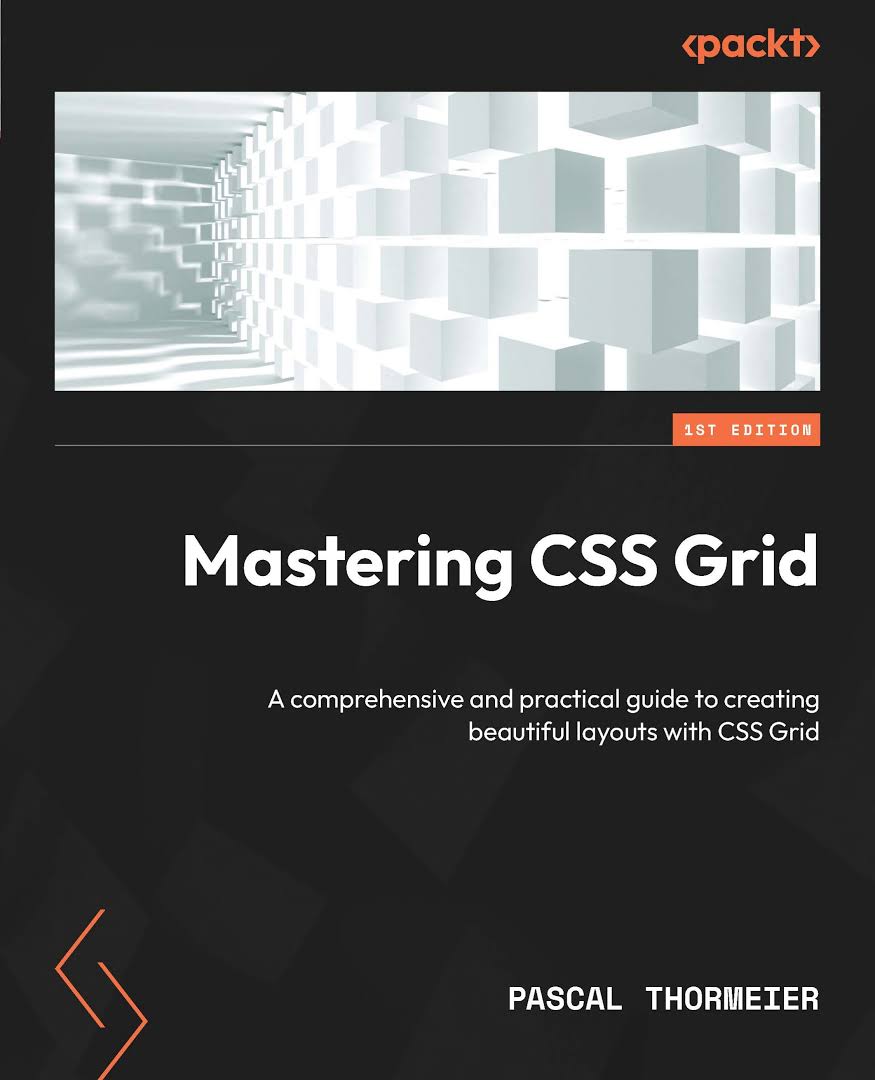 <packt>
1ST EDITION
Mastering CSS Grid
A comprehensive and practical guide to creating
beautiful layouts with CSS Grid
PASCAL THORMEIER